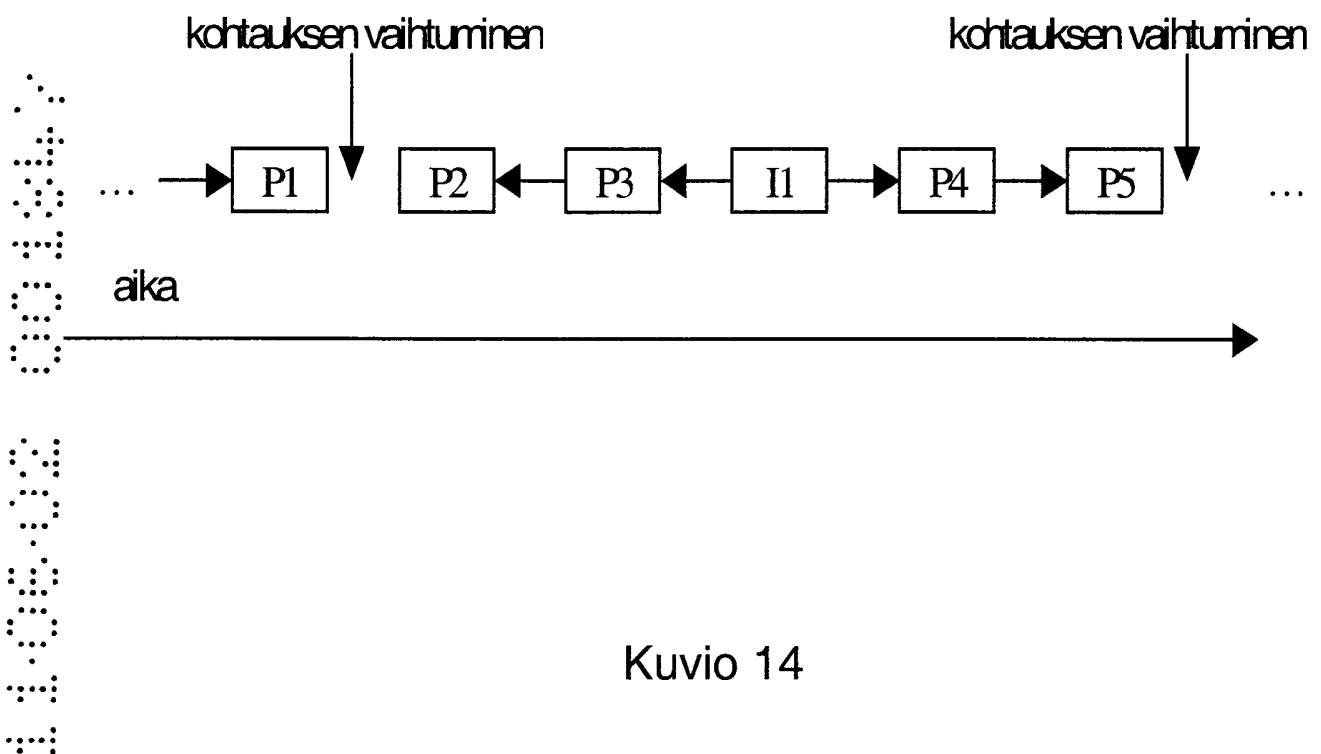 kohtauksen vaihtuminen kohtauksen vaihtuminen
... P1 P2 P3 I1 P4 P5 ...
aika
Kuvio 14